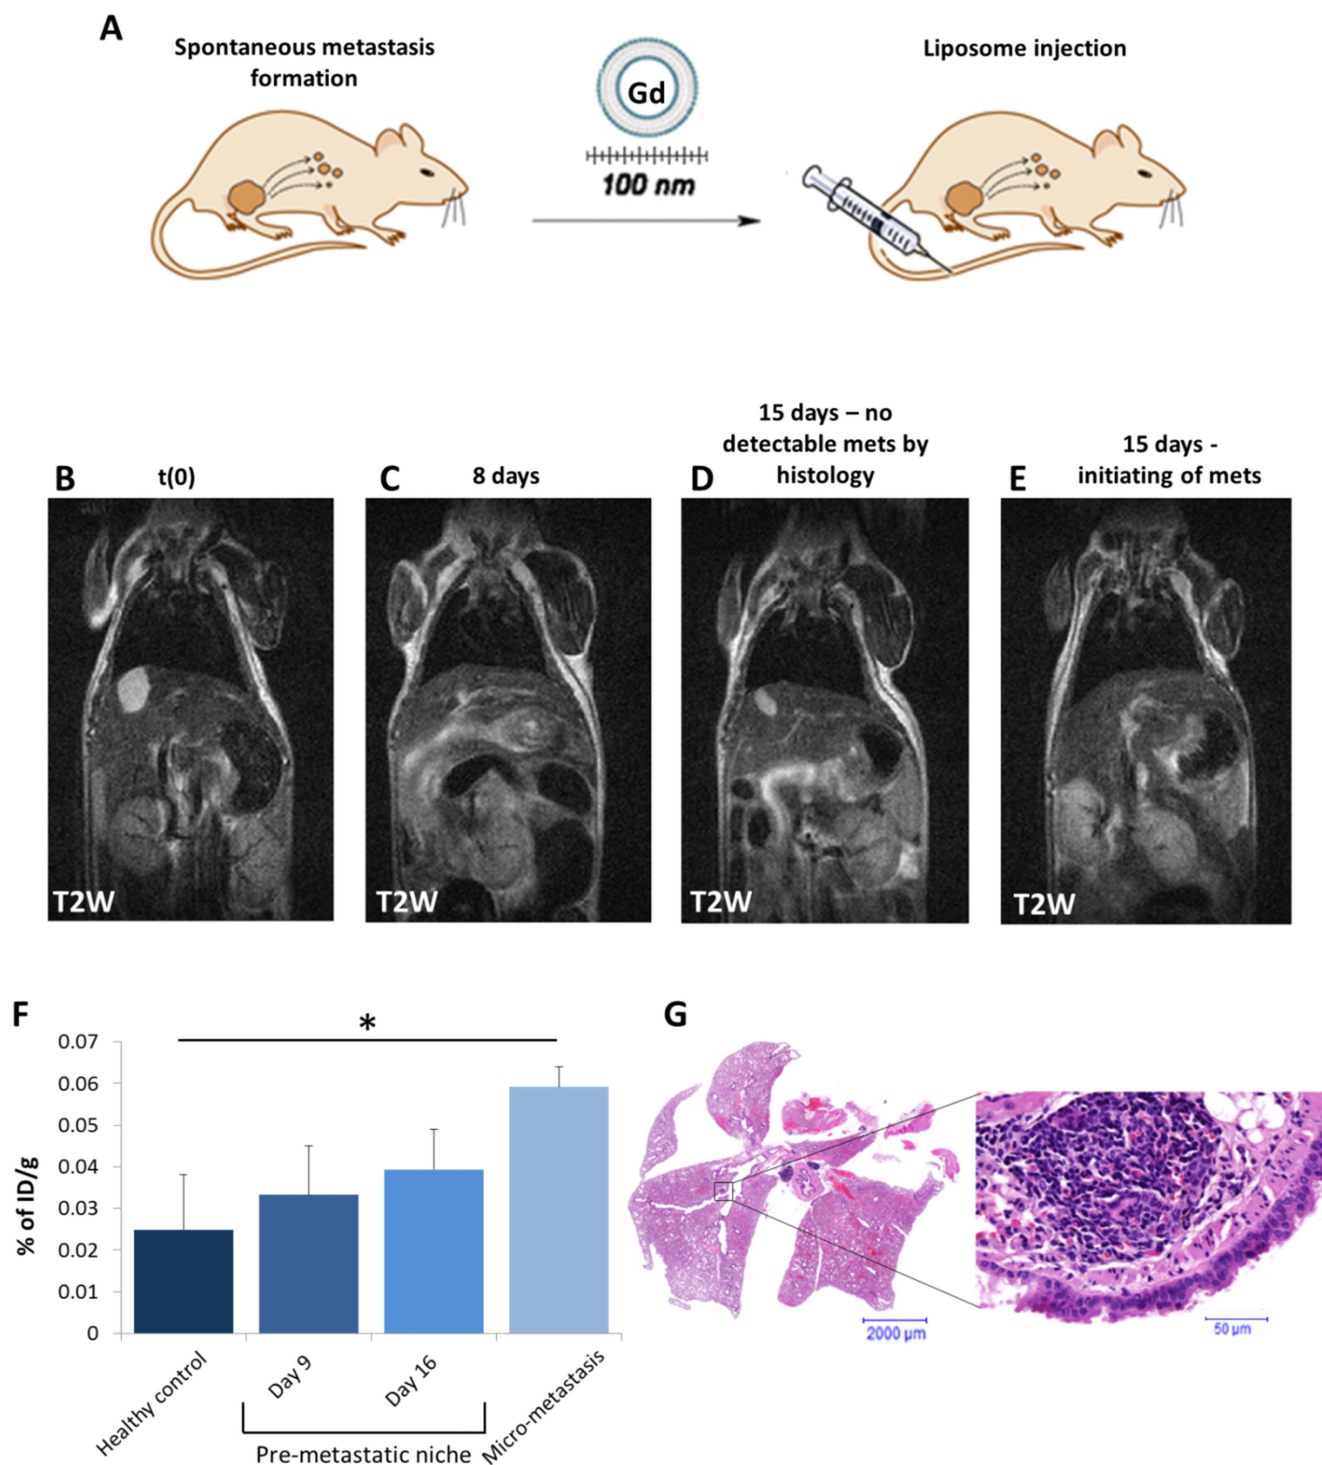 A
Spontaneous metastasis
formation
Gd
100 nm
Liposome injection
B
t(0)
C
8 days
15 days – no
detectable mets by
D
histology
15 days -
E
initiating of mets
T2W
T2W
T2W
T2W
F
*
% of ID/g
0.07
0.06
0.05
0.04
0.03
0.02
0.01
0
Healthy control
Day 9
Day 16
Micro-metastasis
Pre-metastatic niche
G
2000 µm
50 µm